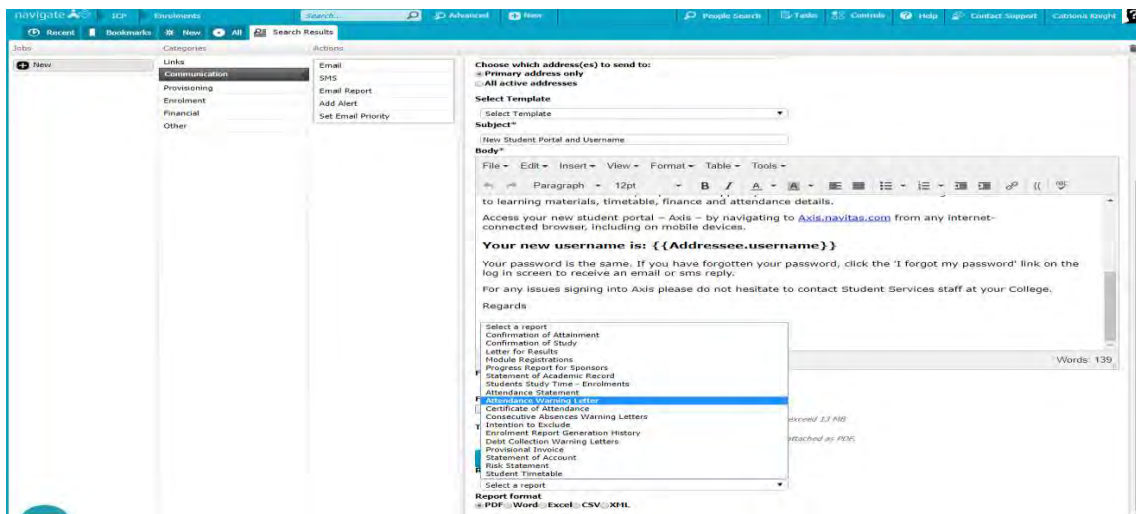 navigate
ICP
Enrolments
Search...
Advanced
New
People Search
Tasks
Controls
Help
Contact Support
Catriona Knight
Recent
Bookmarks
New
All
Search Results
Jobs
Categories
Actions
New
Links
Communication
Provisioning
Enrolment
Financial
Other
Email
SMS
Email Report
Add Alert
Set Email Priority
Choose which address(es) to send to:
Primary address only
All active addresses
Select Template
Select Template
Subject*
New Student Portal and Username
Body*
File Edit Insert View Format Table Tools
Paragraph 12pt B I A A
to learning materials, timetable, finance and attendance details.
Access your new student portal – Axis – by navigating to Axis.navitas.com from any internet-
connected browser, including on mobile devices.
Your new username is: {{Addressee.username}}
Your password is the same. If you have forgotten your password, click the 'I forgot my password' link on the
log in screen to receive an email or sms reply.
For any issues signing into Axis please do not hesitate to contact Student Services staff at your College.
Regards
Words: 139
Select a report
Confirmation of Attainment
Confirmation of Study
Letter for Results
Module Registrations
Progress Report for Sponsors
Statement of Academic Record
Students Study Time - Enrolments
Attendance Statement
Attendance Warning Letter
Certificate of Attendance
Consecutive Absences Warning Letters
Intention to Exclude
Enrolment Report Generation History
Debt Collection Warning Letters
Provisional Invoice
Statement of Account
Risk Statement
Student Timetable
exceed 13 MB
attached as PDF.
Select a report
Report format
PDF Word Excel CSV XML